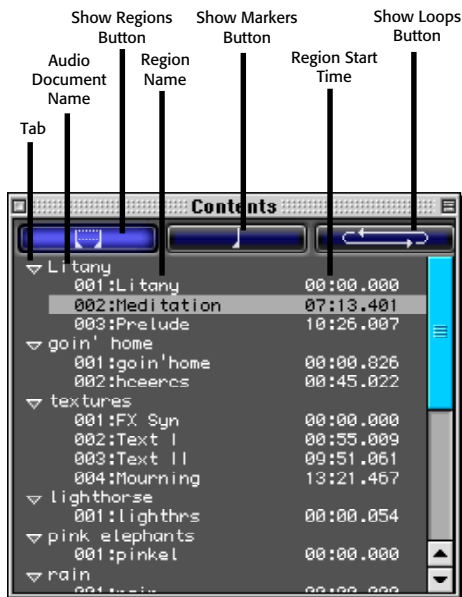 Show Regions
Button
Show Markers
Button
Show Loops
Button
Audio
Document
Name
Region
Name
Region Start
Time
Tab
Contents
Litany
001:Litany 00:00.000
002:Meditation 07:13.401
003:Prelude 10:26.007
goin' home
001:goin'home 00:00.826
002:hceercs 00:45.022
textures
001:FX Syn 00:00.000
002:Text I 00:55.009
003:Text II 09:51.061
004:Mourning 13:21.467
lighthorse
001:lighthrs 00:00.054
pink elephants
001:pinkel 00:00.000
rain